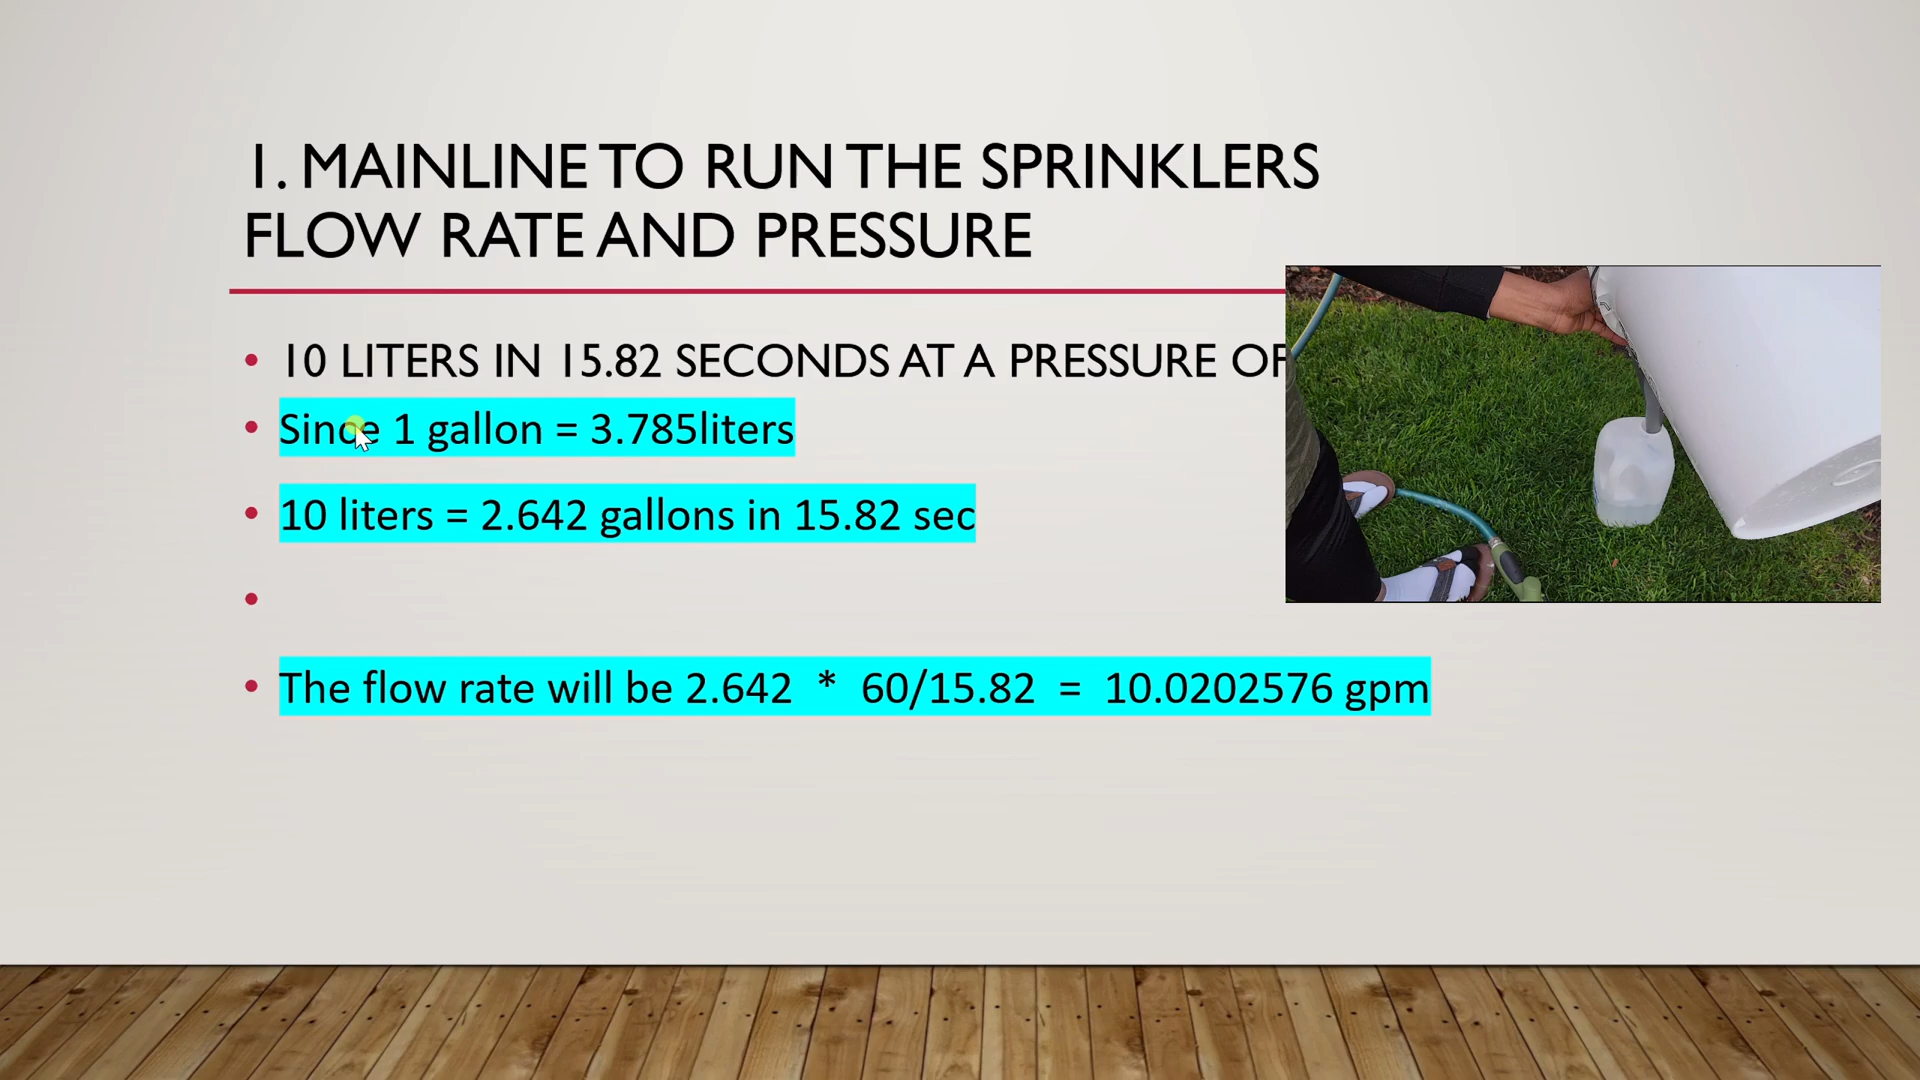 1. MAINLINE TO RUN THE SPRINKLERS
FLOW RATE AND PRESSURE
• 10 LITERS IN 15.82 SECONDS AT A PRESSURE OF
• Since 1 gallon = 3.785liters
• 10 liters = 2.642 gallons in 15.82 sec
•
• The flow rate will be 2.642 * 60/15.82 = 10.0202576 gpm